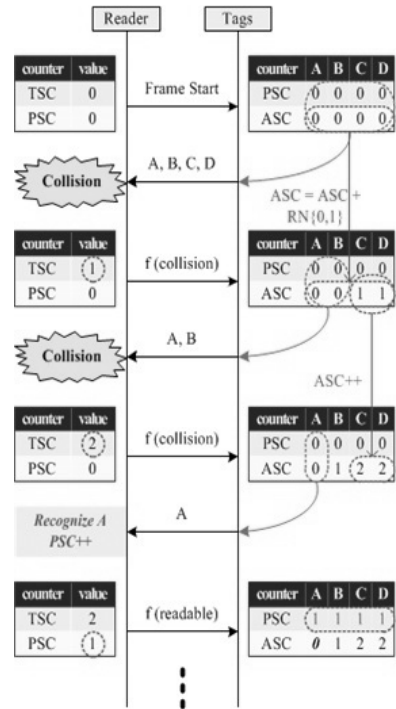 Reader Tags
counter value
TSC 0
PSC 0
Frame Start
counter A B C D
PSC 0 0 0 0
ASC 0 0 0 0
Collision
A, B, C, D
ASC = ASC +
RN{0,1}
counter value
TSC 1
PSC 0
f (collision)
counter A B C D
PSC 0 0 0 0
ASC 0 0 1 1
Collision
A, B
ASC++
counter value
TSC 2
PSC 0
f (collision)
counter A B C D
PSC 0 0 0 0
ASC 0 1 2 2
Recognize A
PSC++
A
counter value
TSC 2
PSC 1
f (readable)
counter A B C D
PSC 1 1 1 1
ASC 0 1 2 2